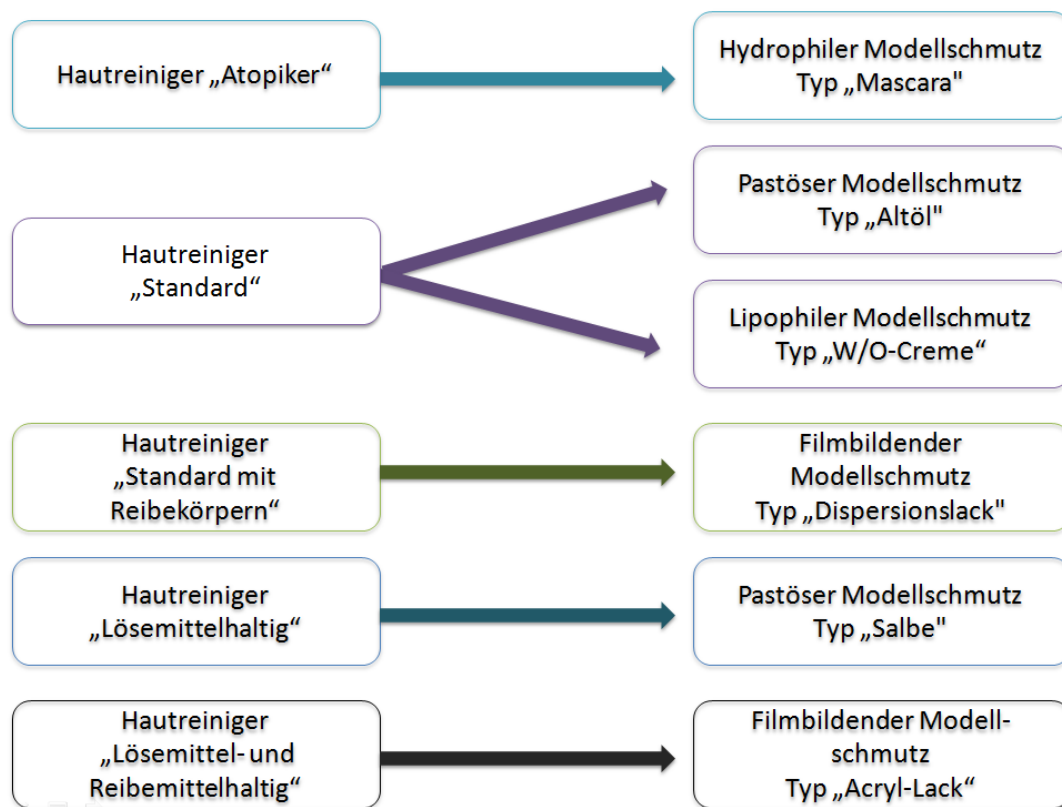 Hautreiniger „Atopiker“
Hydrophiler Modellschmutz
Typ „Mascara"
Hautreiniger
„Standard“
Pastöser Modellschmutz
Typ „Altöl"
Lipophiler Modellschmutz
Typ „W/O-Creme“
Hautreiniger
„Standard mit
Reibekörpern“
Filmbildender
Modellschmutz
Typ „Dispersionslack"
Hautreiniger
„Lösemittelhaltig“
Pastöser Modellschmutz
Typ „Salbe"
Hautreiniger
„Lösemittel- und
Reibemittelhaltig“
Filmbildender Modell-
schmutz
Typ „Acryl-Lack“